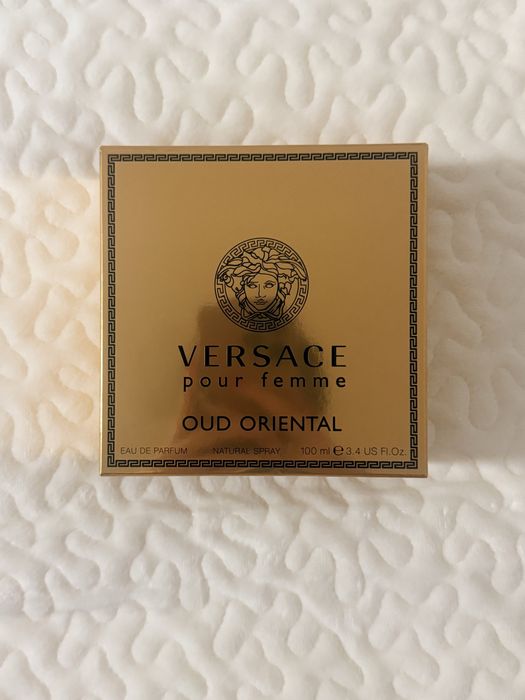 VERSACE
pour femme
OUD ORIENTAL
EAU DE PARFUM NATURAL SPRAY 100 ml ℮ 3.4 US Fl.Oz.